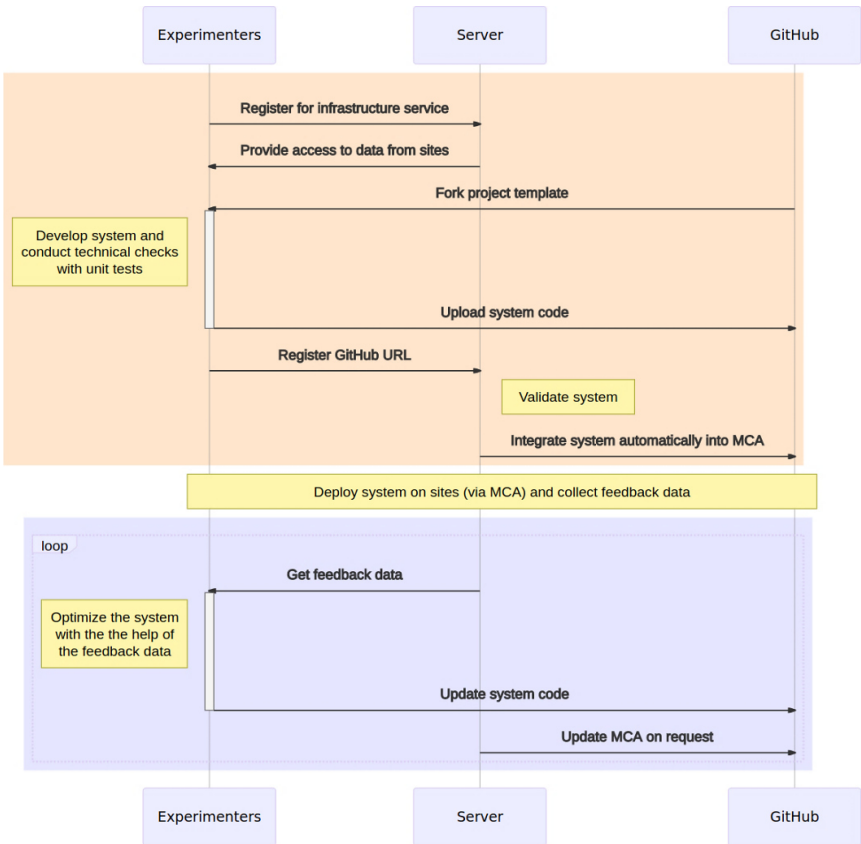 Experimenters
Server
GitHub
Register for infrastructure service
Provide access to data from sites
Fork project template
Develop system and
conduct technical checks
with unit tests
Upload system code
Register GitHub URL
Validate system
Integrate system automatically into MCA
Deploy system on sites (via MCA) and collect feedback data
loop
Get feedback data
Optimize the system
with the the help of
the feedback data
Update system code
Update MCA on request
Experimenters
Server
GitHub